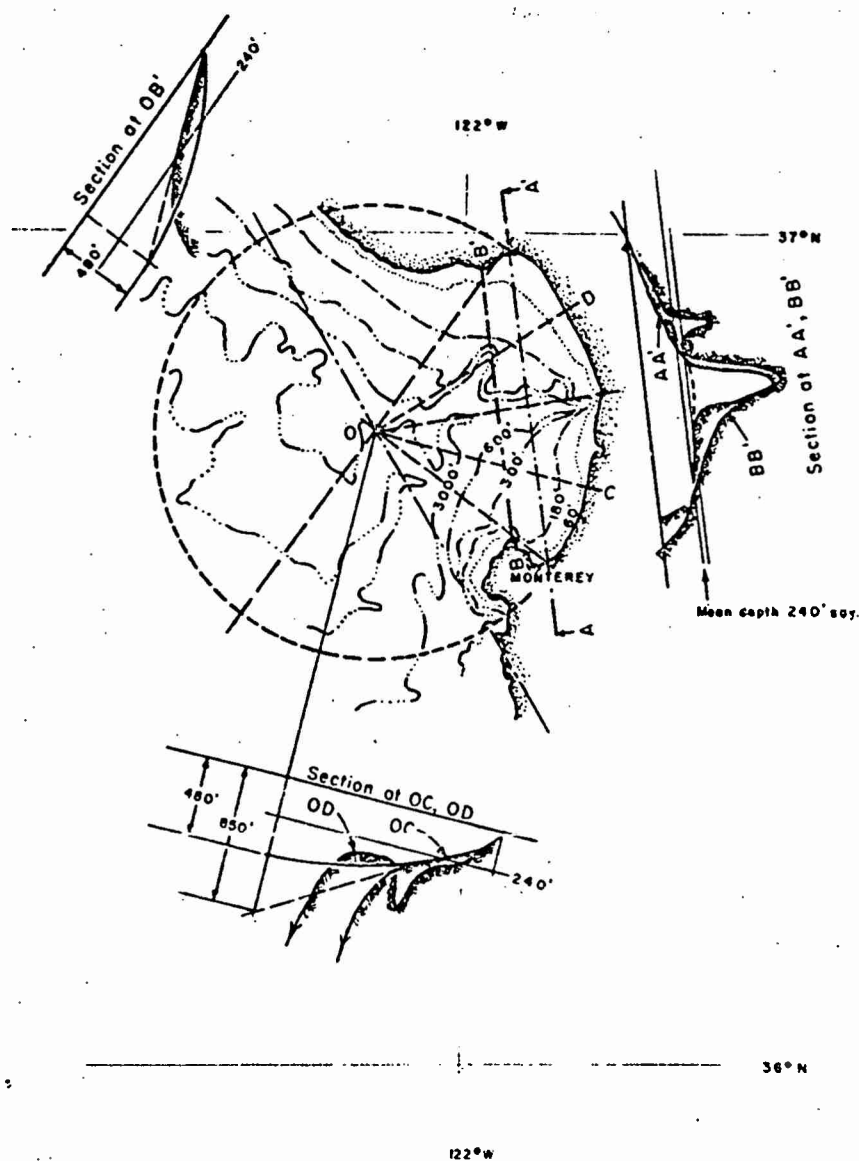 240'
Section at OB'
480'
122° W
A'
37° N
B'
D
AA'
Section at AA', BB'
BB'
O
600'
3000'
300'
180'
60'
C
B
MONTEREY
A
Mean depth 240' say.
Section at OC, OD
480'
850'
OD
OC
240'
36° N
122° W